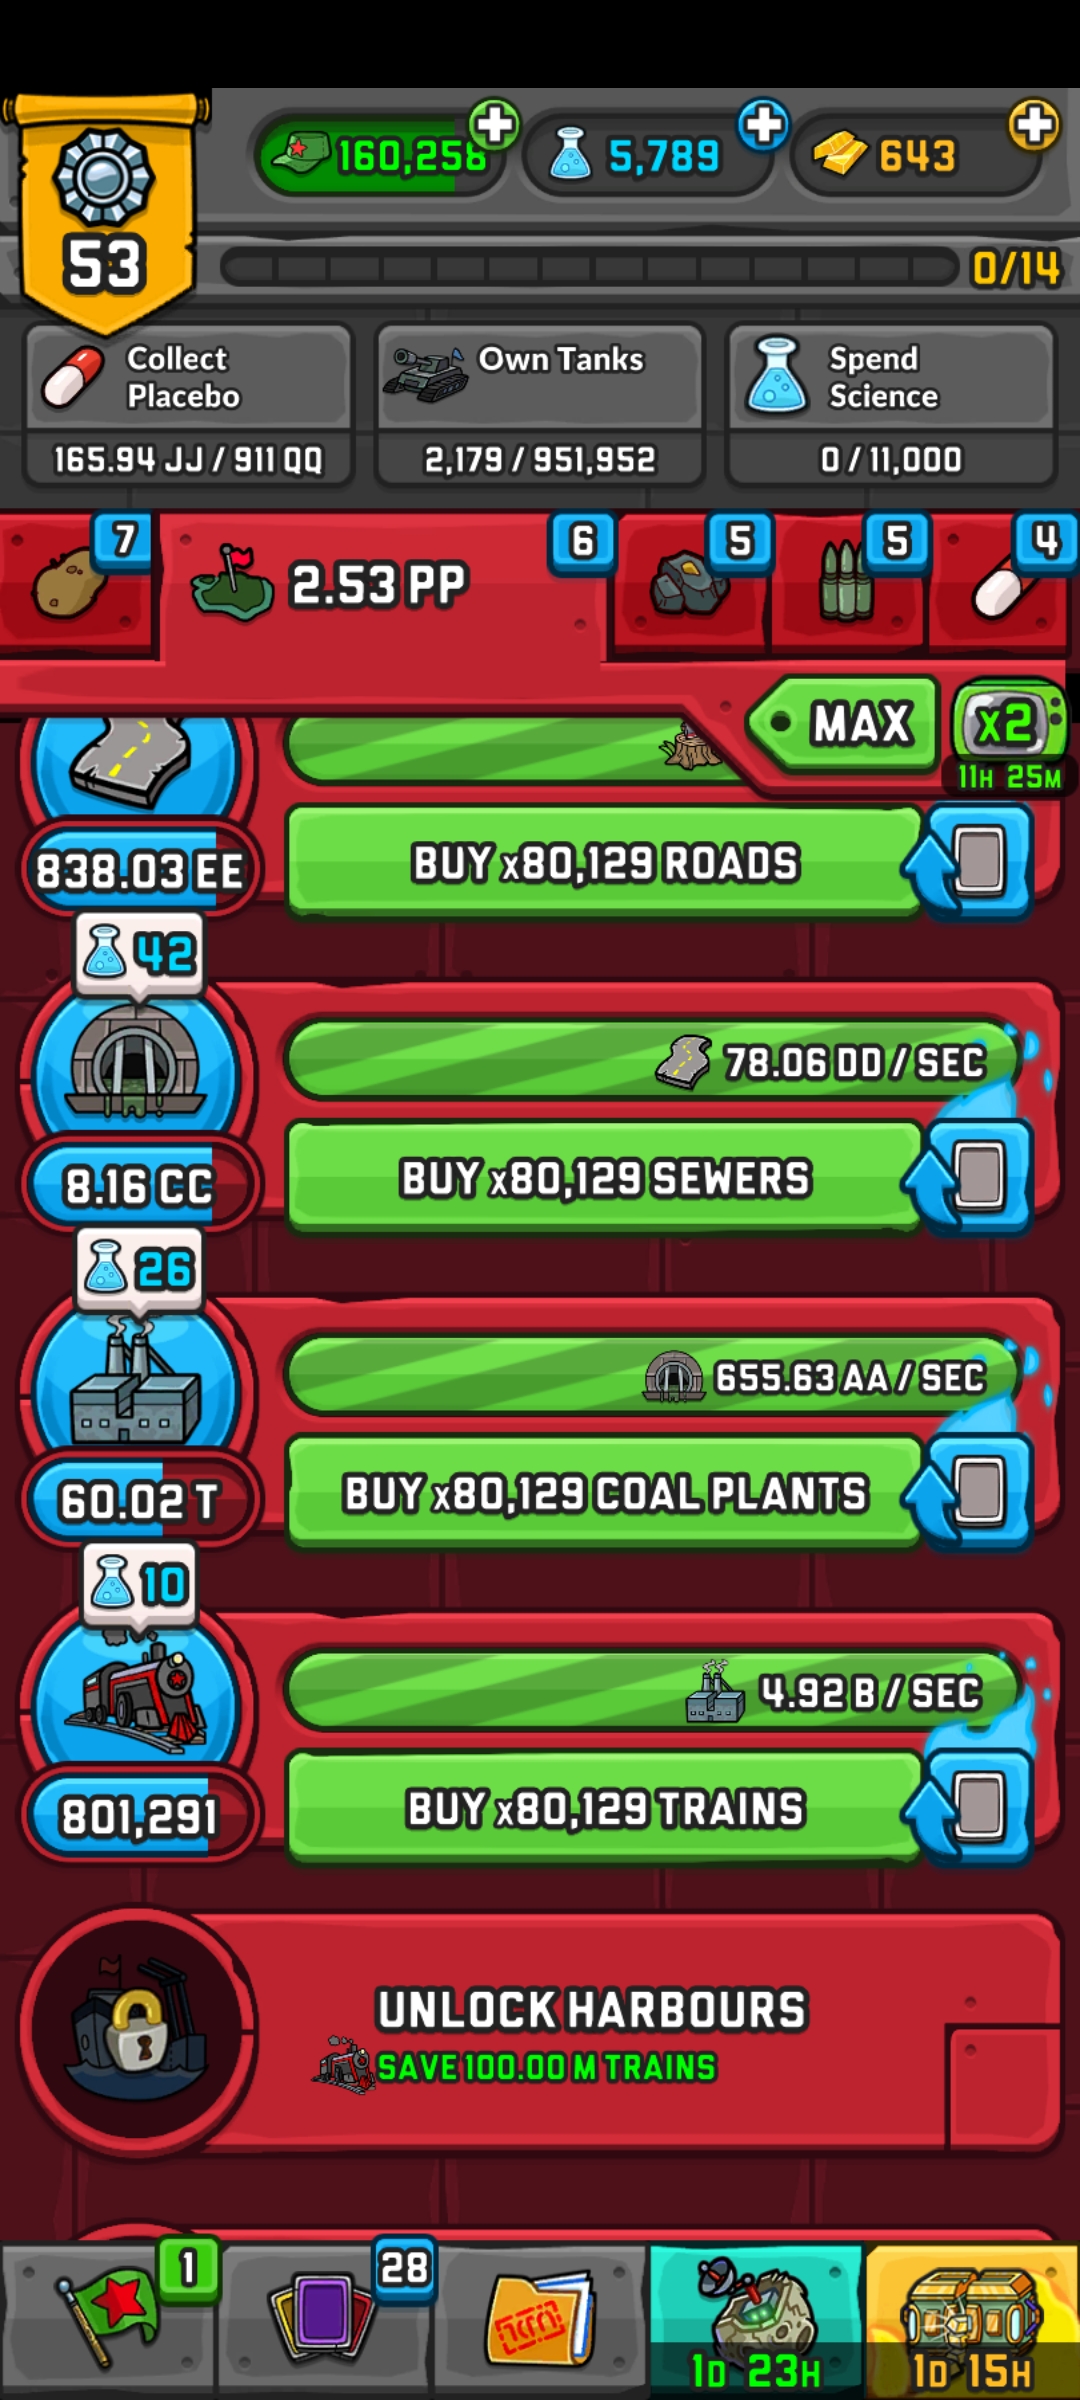 160,258
5,789
643
53
0/14
Collect
Placebo
165.94 JJ / 911 QQ
Own Tanks
2,179 / 951,952
Spend
Science
0 / 11,000
7
2.53 PP
6
5
5
4
MAX
x2
11H 25M
838.03 EE
BUY x80,129 ROADS
42
78.06 DD / SEC
8.16 CC
BUY x80,129 SEWERS
26
655.63 AA / SEC
60.02 T
BUY x80,129 COAL PLANTS
10
4.92 B / SEC
801,291
BUY x80,129 TRAINS
UNLOCK HARBOURS
SAVE 100.00 M TRAINS
1
28
1D 23H
1D 15H